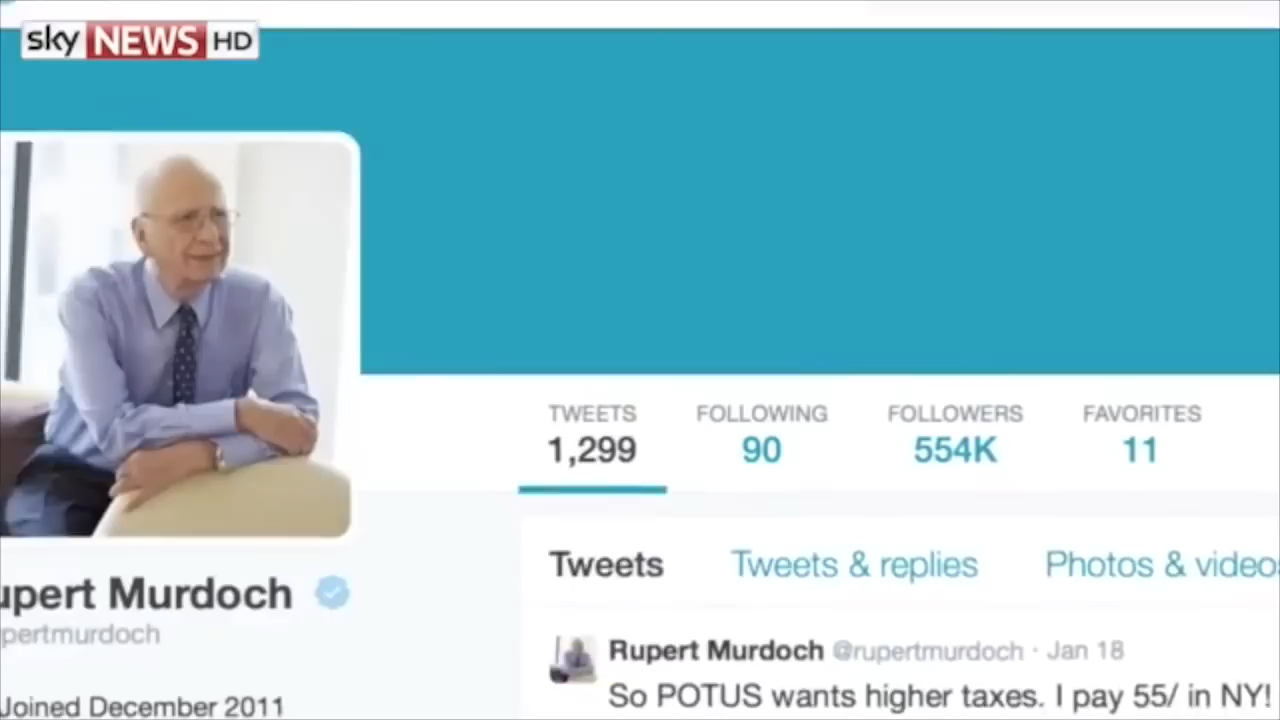 sky NEWS HD
TWEETS FOLLOWING FOLLOWERS FAVORITES
1,299 90 554K 11
Tweets Tweets & replies Photos & videos
upert Murdoch
pertmurdoch
Rupert Murdoch @rupertmurdoch · Jan 18
So POTUS wants higher taxes. I pay 55/ in NY!
Joined December 2011